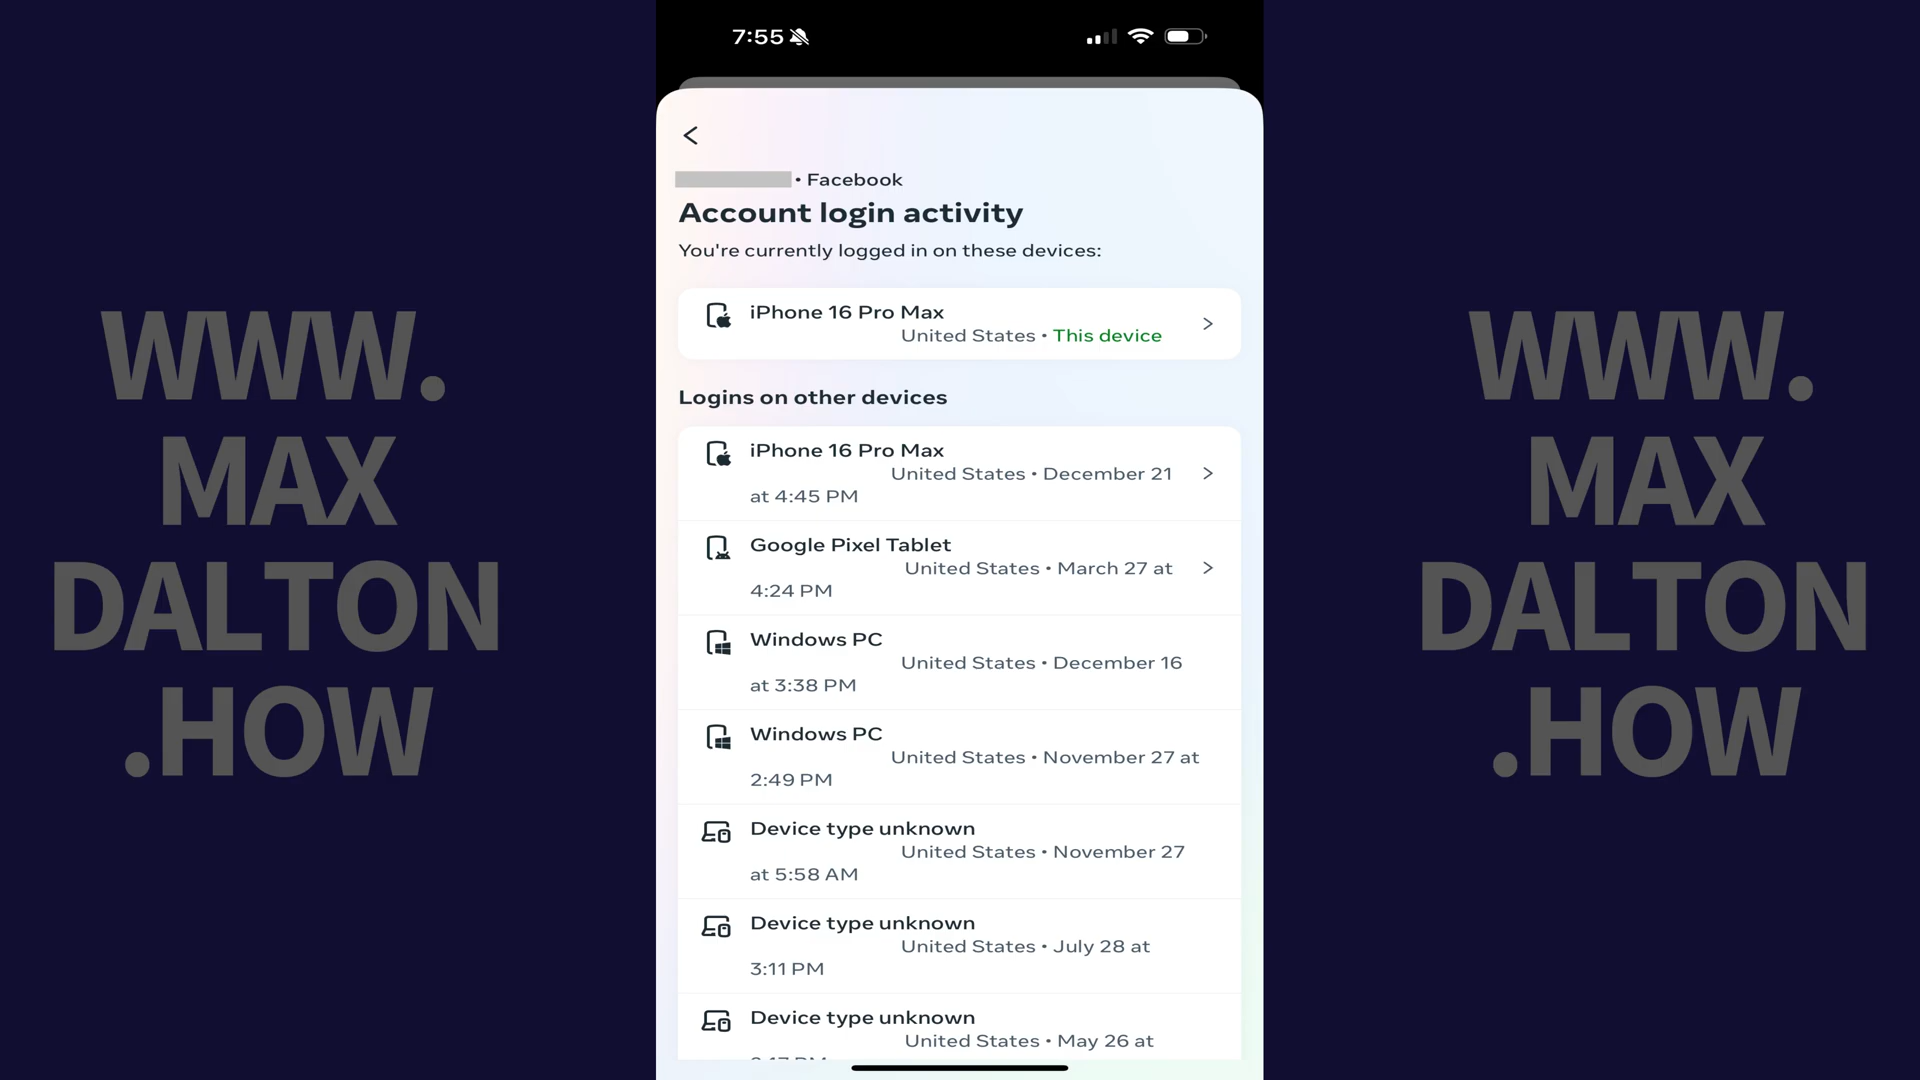 WWW.
MAX
DALTON
.HOW
7:55
• Facebook
Account login activity
You're currently logged in on these devices:
iPhone 16 Pro Max
United States • This device
Logins on other devices
iPhone 16 Pro Max
United States • December 21
at 4:45 PM
Google Pixel Tablet
United States • March 27 at
4:24 PM
Windows PC
United States • December 16
at 3:38 PM
Windows PC
United States • November 27 at
2:49 PM
Device type unknown
United States • November 27
at 5:58 AM
Device type unknown
United States • July 28 at
3:11 PM
Device type unknown
United States • May 26 at
WWW.
MAX
DALTON
.HOW